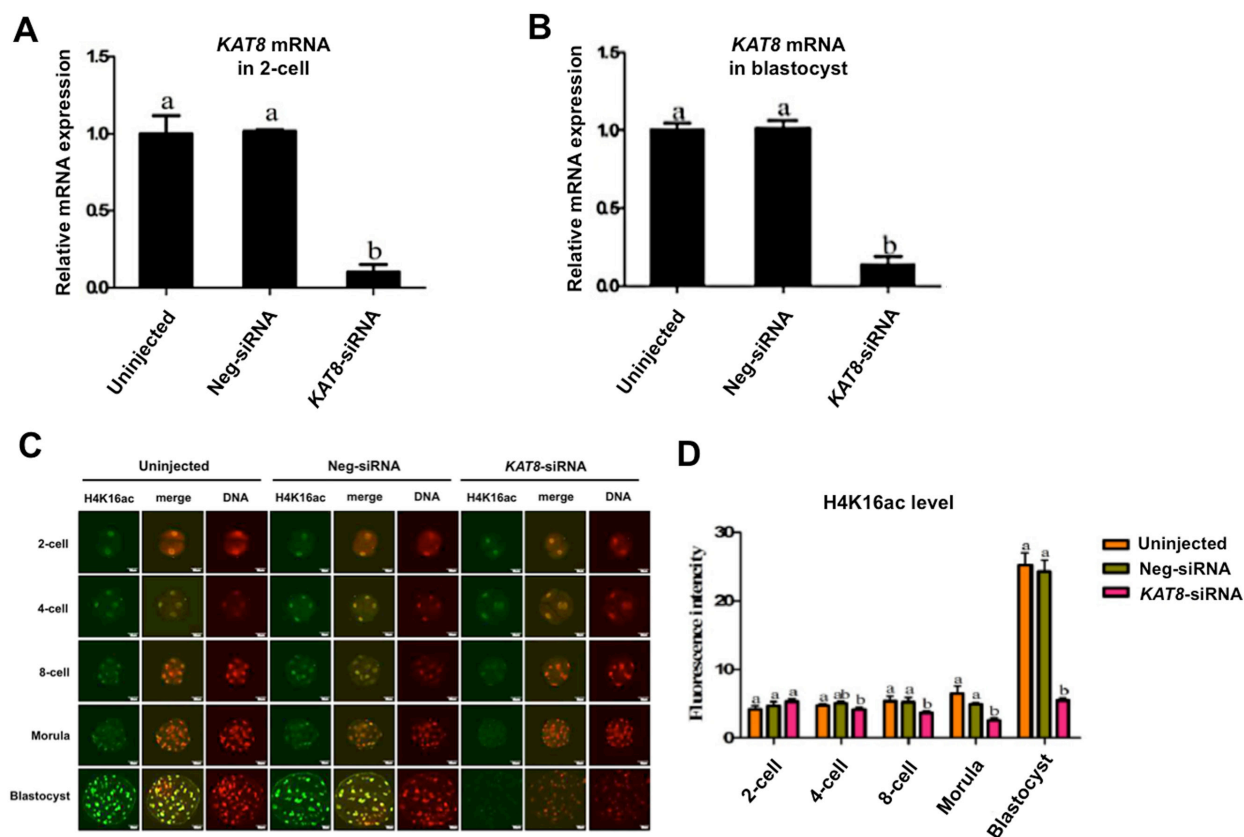 A
KAT8 mRNA
in 2-cell
Relative mRNA expression
1.5
1.0
0.5
0.0
a
a
b
Uninjected
Neg-siRNA
KAT8-siRNA
B
KAT8 mRNA
in blastocyst
Relative mRNA expression
1.5
1.0
0.5
0.0
a
a
b
Uninjected
Neg-siRNA
KAT8-siRNA
C
Uninjected Neg-siRNA KAT8-siRNA
H4K16ac merge DNA H4K16ac merge DNA H4K16ac merge DNA
2-cell
4-cell
8-cell
Morula
Blastocyst
D
H4K16ac level
Fluorescence intencity
30
20
10
0
a a a
a ab b
a a b
a a b
a a b
2-cell
4-cell
8-cell
Morula
Blastocyst
Uninjected
Neg-siRNA
KAT8-siRNA